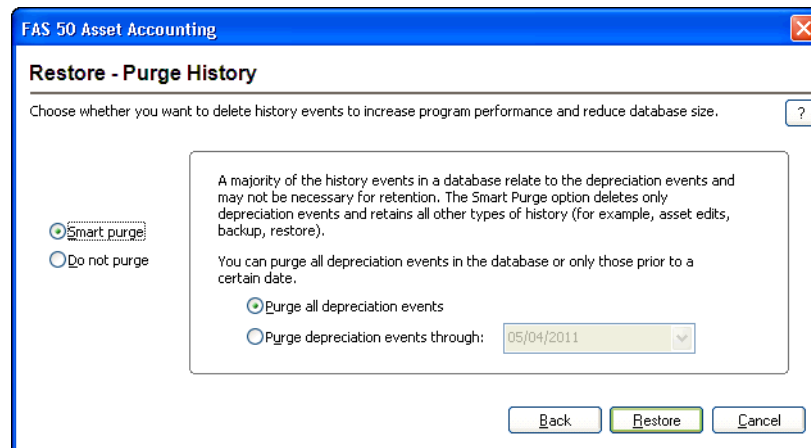 FAS 50 Asset Accounting
Restore - Purge History
Choose whether you want to delete history events to increase program performance and reduce database size.
?
A majority of the history events in a database relate to the depreciation events and
may not be necessary for retention. The Smart Purge option deletes only
depreciation events and retains all other types of history (for example, asset edits,
backup, restore).
Smart purge
Do not purge
You can purge all depreciation events in the database or only those prior to a
certain date.
Purge all depreciation events
Purge depreciation events through: 05/04/2011
Back Restore Cancel